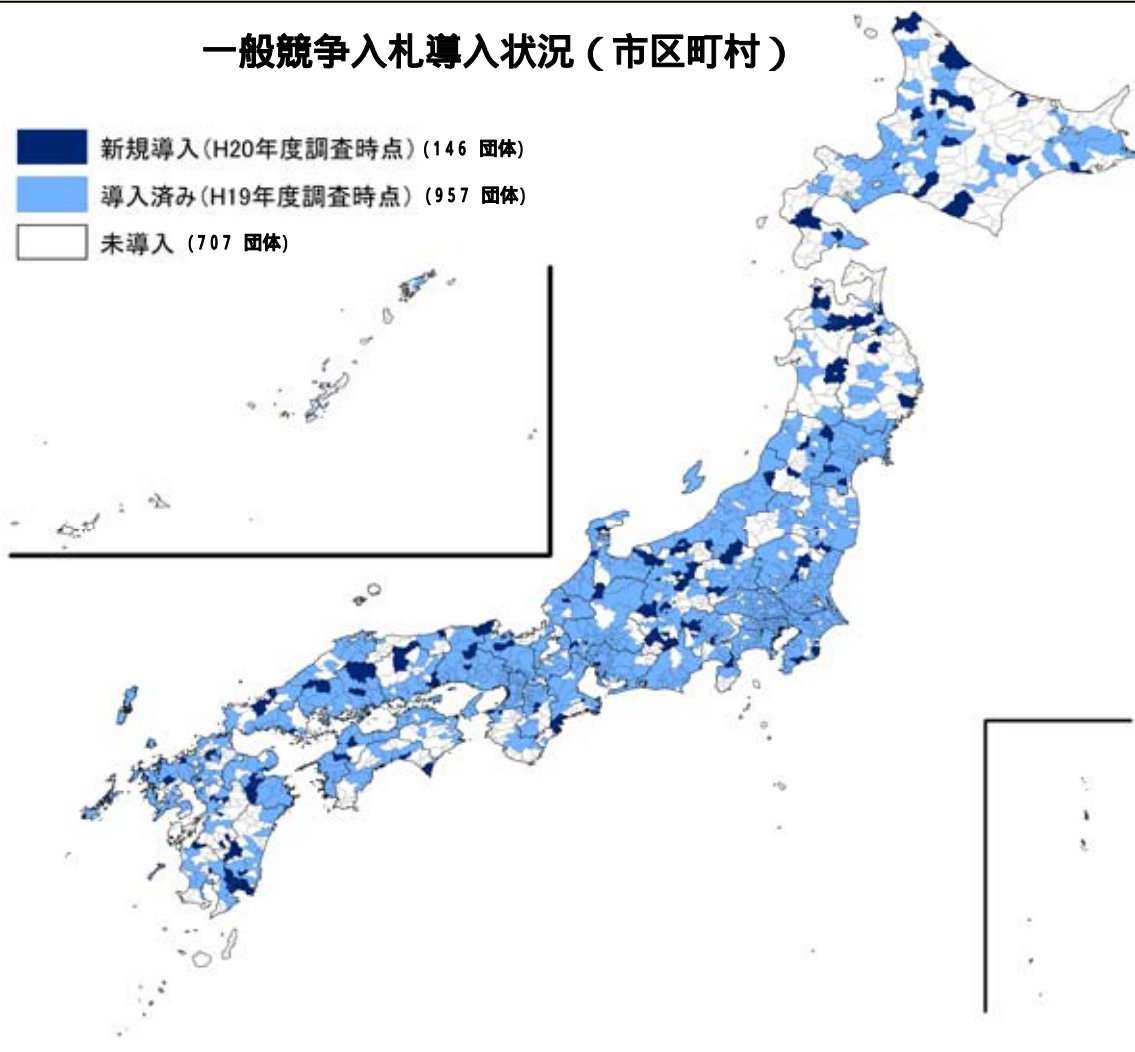 一般競争入札導入状況（市区町村）
新規導入(H20年度調査時点)(146 団体)
導入済み(H19年度調査時点)(957 団体)
未導入(707 団体)